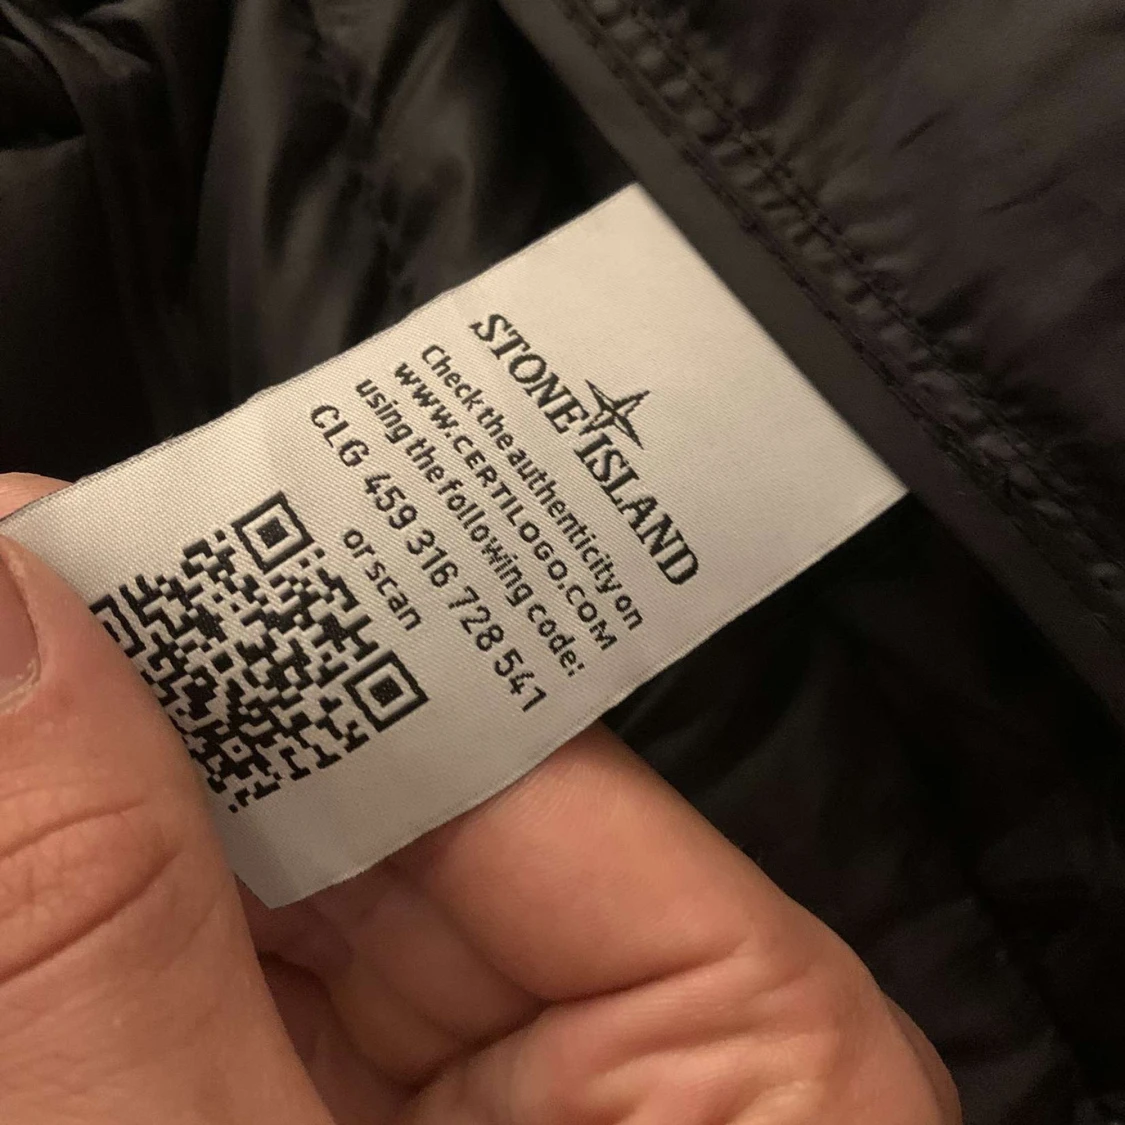 STONE ISLAND
Check the authenticity on
WWW.CERTILOGO.COM
using the following code:
CLG 459 316 728 541
or scan